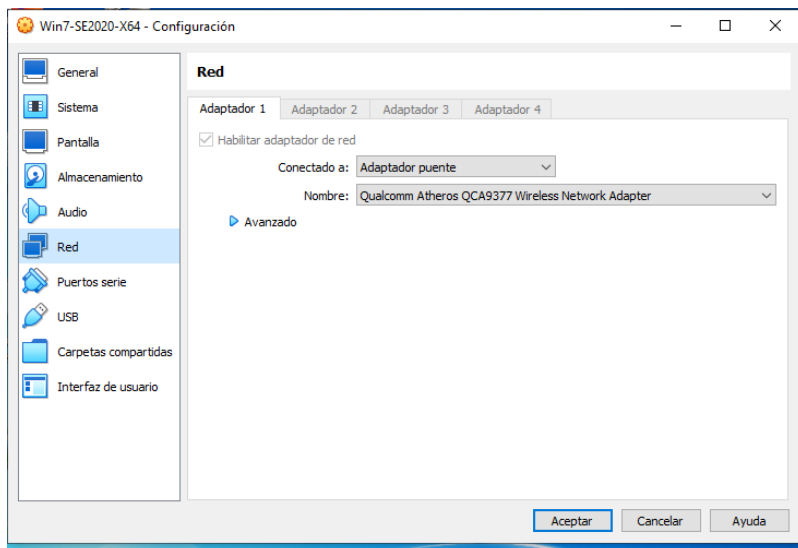 Win7-SE2020-X64 - Configuración
General
Sistema
Pantalla
Almacenamiento
Audio
Red
Puertos serie
USB
Carpetas compartidas
Interfaz de usuario
Red
Adaptador 1 Adaptador 2 Adaptador 3 Adaptador 4
Habilitar adaptador de red
Conectado a: Adaptador puente
Nombre: Qualcomm Atheros QCA9377 Wireless Network Adapter
Avanzado
Aceptar Cancelar Ayuda